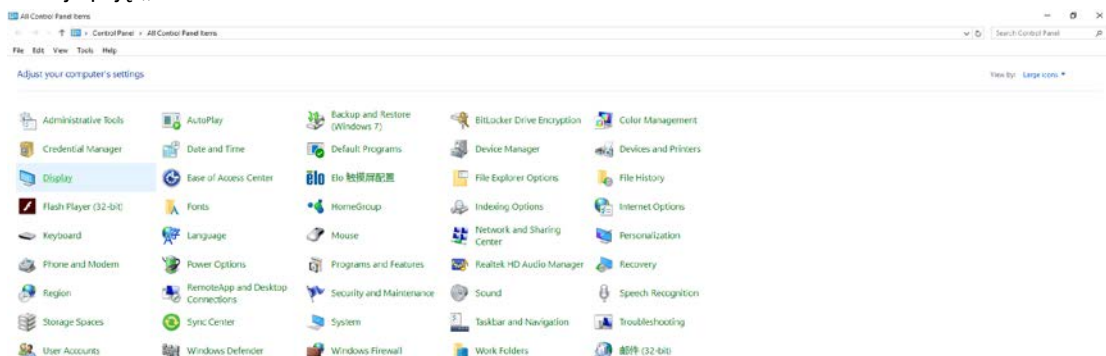 All Control Panel Items
Control Panel › All Control Panel Items
Search Control Panel
File Edit View Tools Help
Adjust your computer's settings
View by: Large icons
Administrative Tools
AutoPlay
Backup and Restore
(Windows 7)
BitLocker Drive Encryption
Color Management
Credential Manager
Date and Time
Default Programs
Device Manager
Devices and Printers
Display
Ease of Access Center
elo Elo 触摸屏配置
File Explorer Options
File History
Flash Player (32-bit)
Fonts
HomeGroup
Indexing Options
Internet Options
Keyboard
Language
Mouse
Network and Sharing
Center
Personalization
Phone and Modem
Power Options
Programs and Features
Realtek HD Audio Manager
Recovery
Region
RemoteApp and Desktop
Connections
Security and Maintenance
Sound
Speech Recognition
Storage Spaces
Sync Center
System
Taskbar and Navigation
Troubleshooting
User Accounts
Windows Defender
Windows Firewall
Work Folders
邮件 (32-bit)